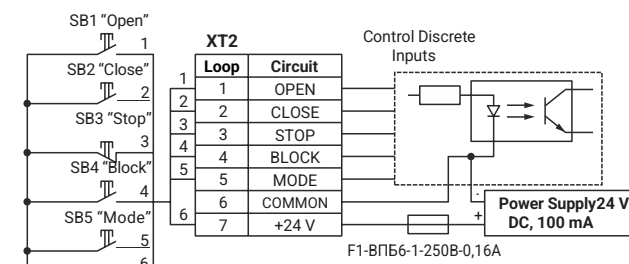 SB1 “Open”
1
SB2 “Close”
2
SB3 “Stop”
3
SB4 “Block”
4
SB5 “Mode”
5
6
XT2
Loop Circuit
1 1 OPEN
2 2 CLOSE
3 3 STOP
4 4 BLOCK
5 5 MODE
6 COMMON
6 7 +24 V
Control Discrete
Inputs
-
+
Power Supply24 V
DC, 100 mA
F1-ВПБ6-1-250В-0,16А